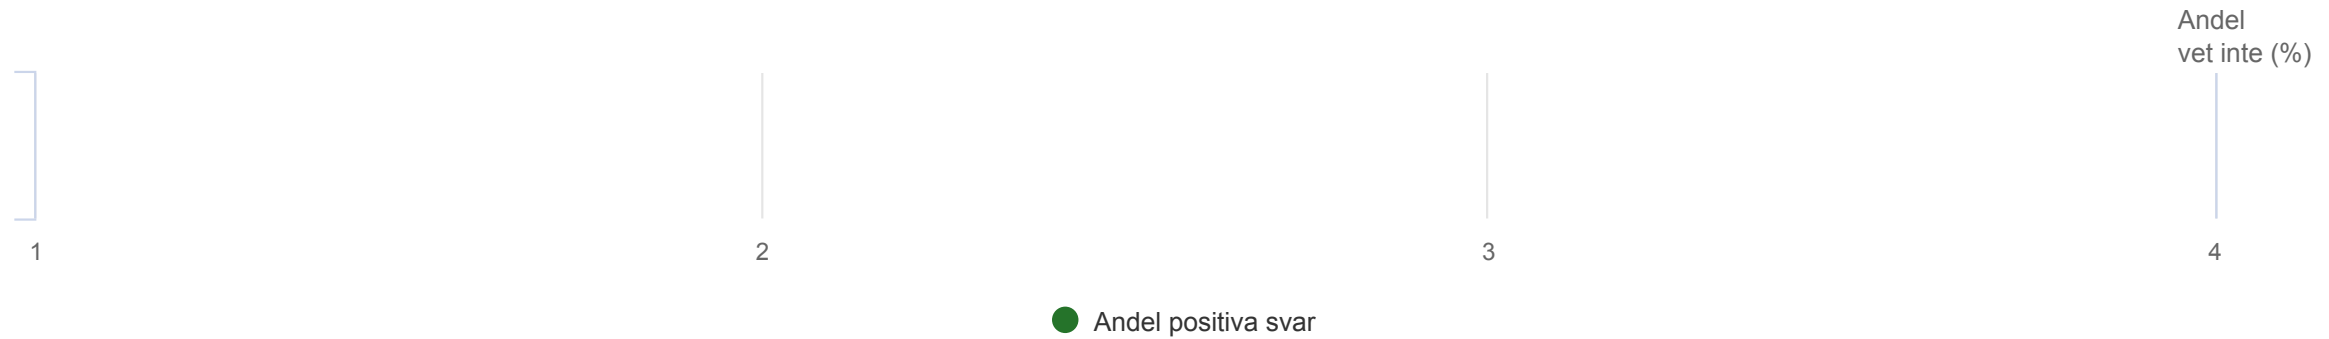 Andel
vet inte (%)
1 2 3 4
Andel positiva svar